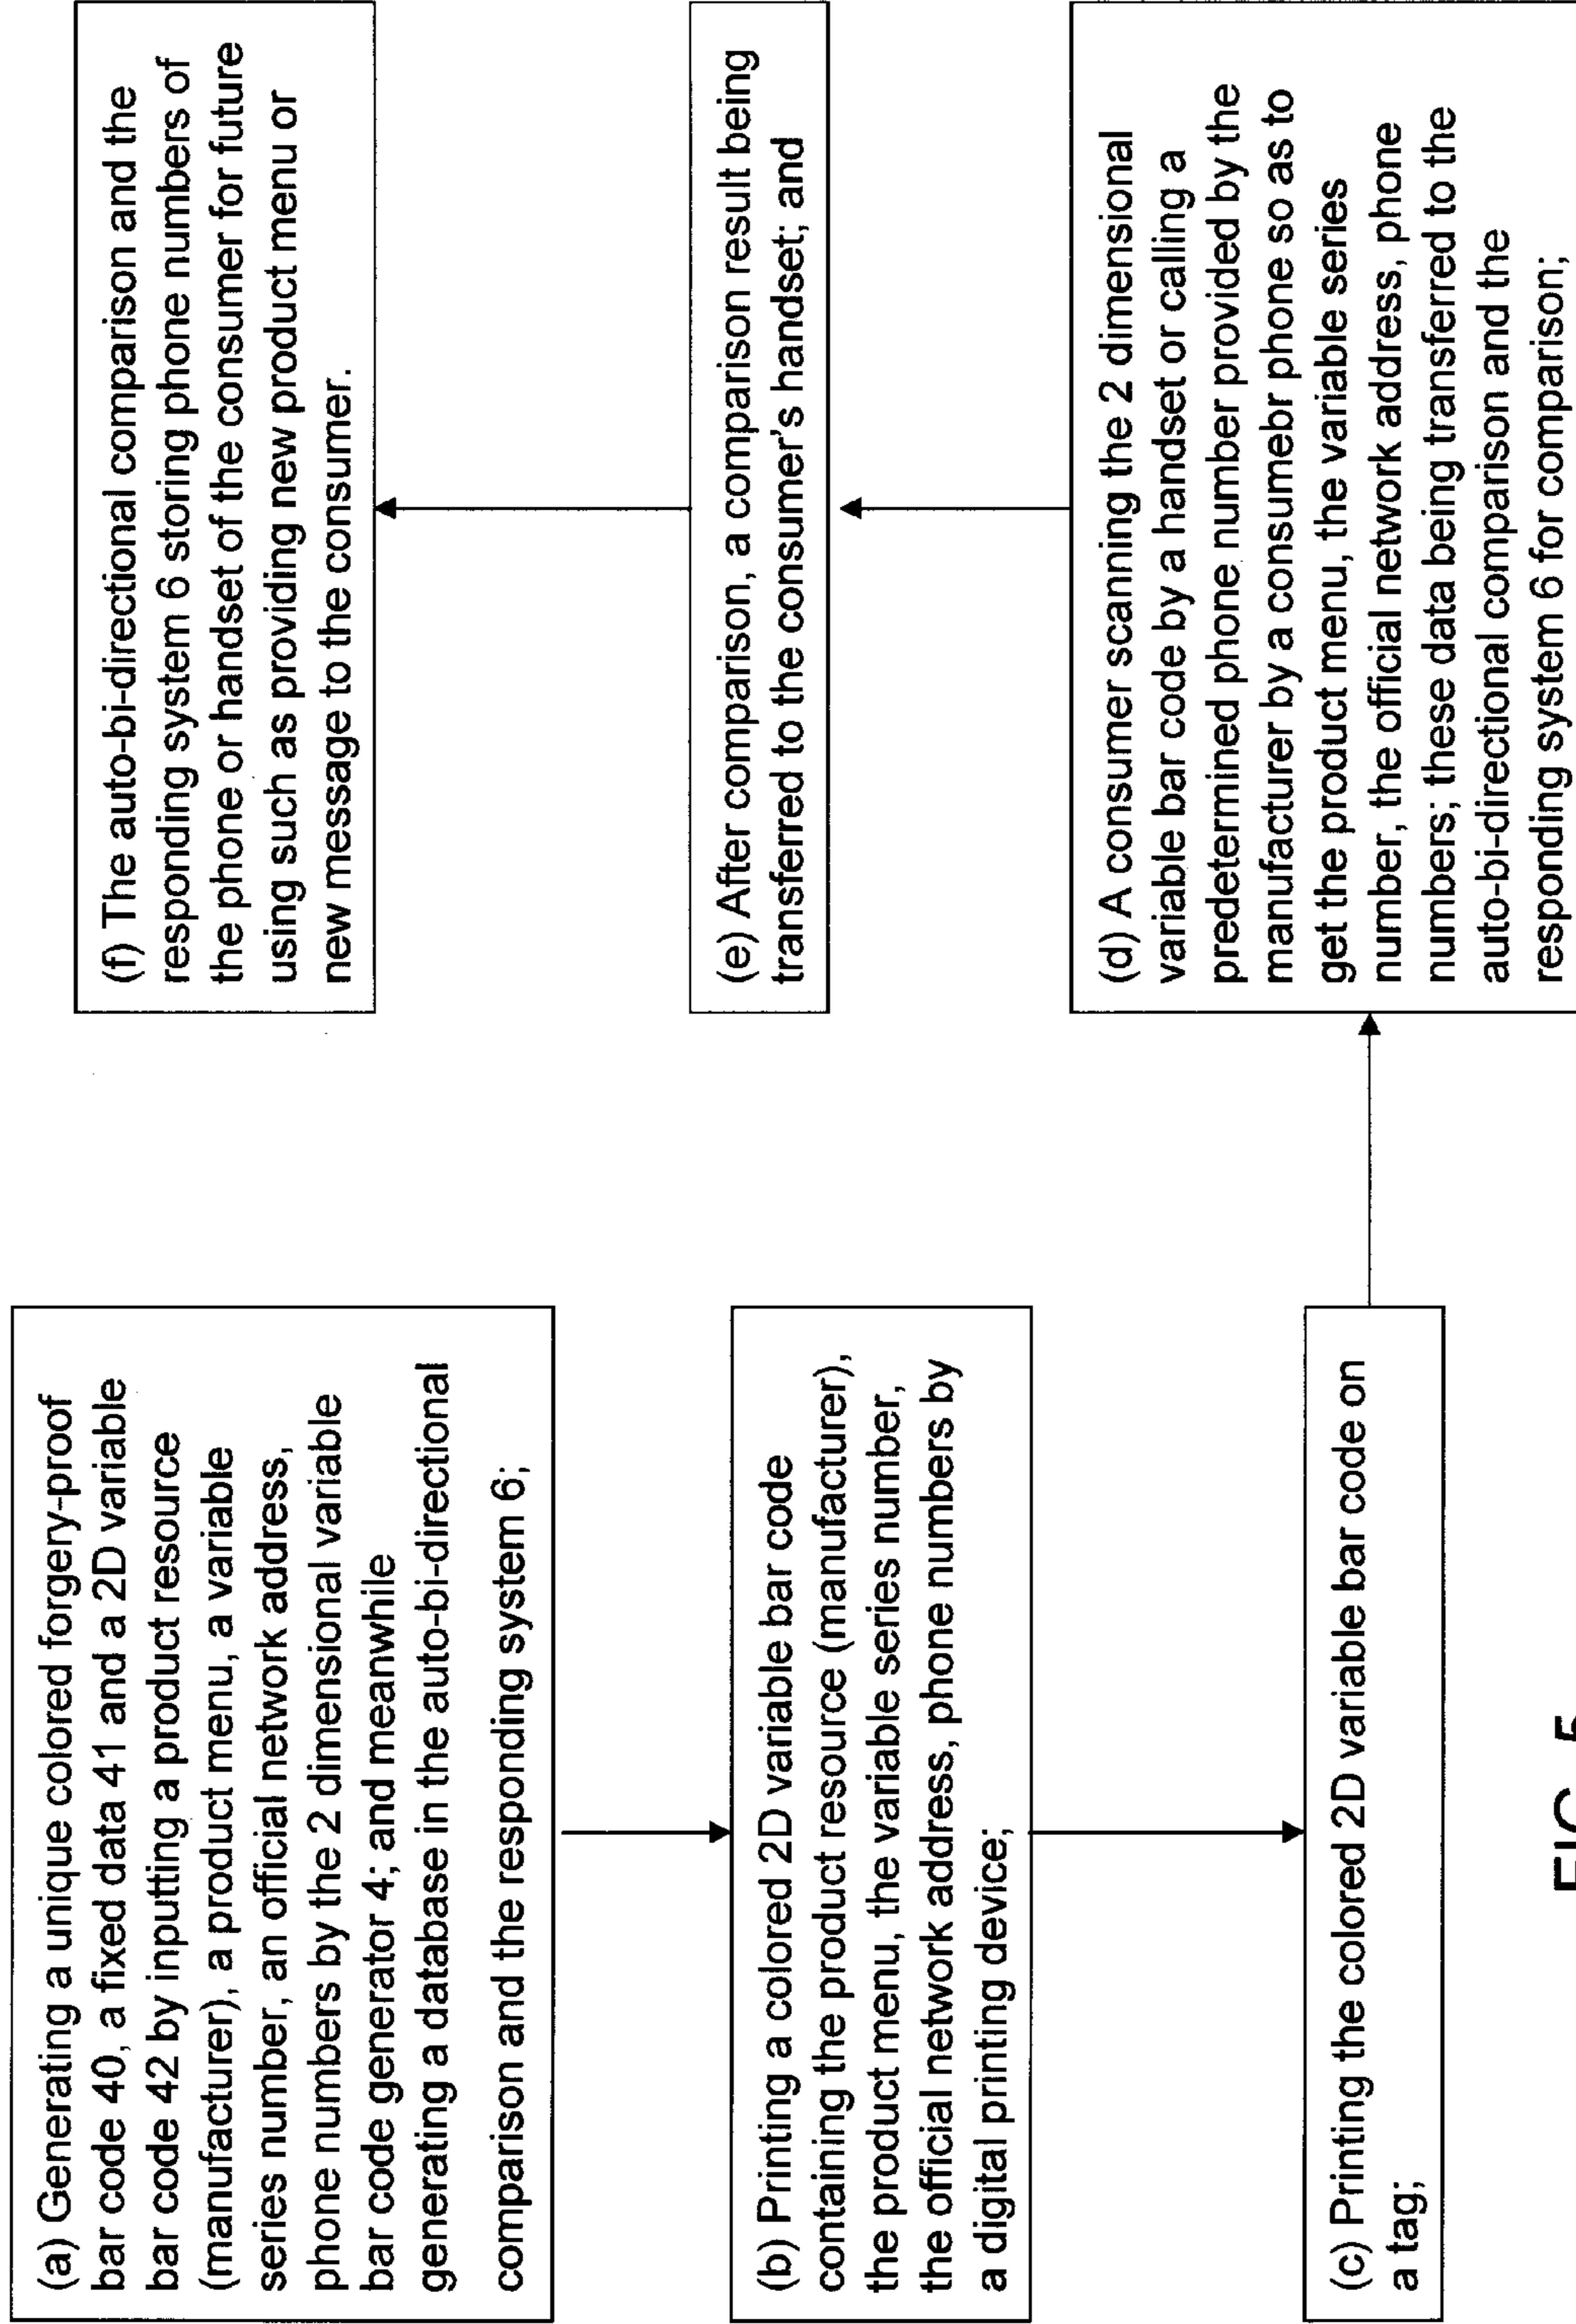 (a) Generating a unique colored forgery-proof
bar code 40, a fixed data 41 and a 2D variable
bar code 42 by inputting a product resource
(manufacturer), a product menu, a variable
series number, an official network address,
phone numbers by the 2 dimensional variable
bar code generator 4; and meanwhile
generating a database in the auto-bi-directional
comparison and the responding system 6;
(b) Printing a colored 2D variable bar code
containing the product resource (manufacturer),
the product menu, the variable series number,
the official network address, phone numbers by
a digital printing device;
(c) Printing the colored 2D variable bar code on
a tag;
(d) A consumer scanning the 2 dimensional
variable bar code by a handset or calling a
predetermined phone number provided by the
manufacturer by a consumebr phone so as to
get the product menu, the variable series
number, the official network address, phone
numbers; these data being transferred to the
auto-bi-directional comparison and the
responding system 6 for comparison;
(e) After comparison, a comparison result being
transferred to the consumer's handset; and
(f) The auto-bi-directional comparison and the
responding system 6 storing phone numbers of
the phone or handset of the consumer for future
using such as providing new product menu or
new message to the consumer.
FIG. 5